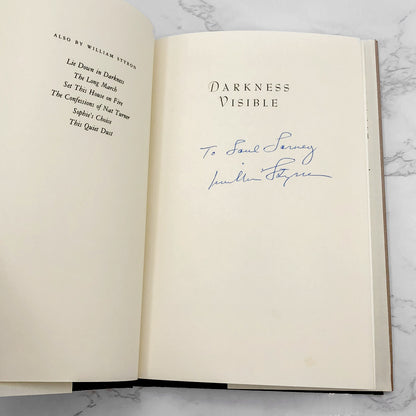 ALSO BY WILLIAM STYRON
Lie Down in Darkness
The Long March
Set This House on Fire
The Confessions of Nat Turner
Sophie's Choice
This Quiet Dust
DARKNESS
VISIBLE
To Saul
William Styron